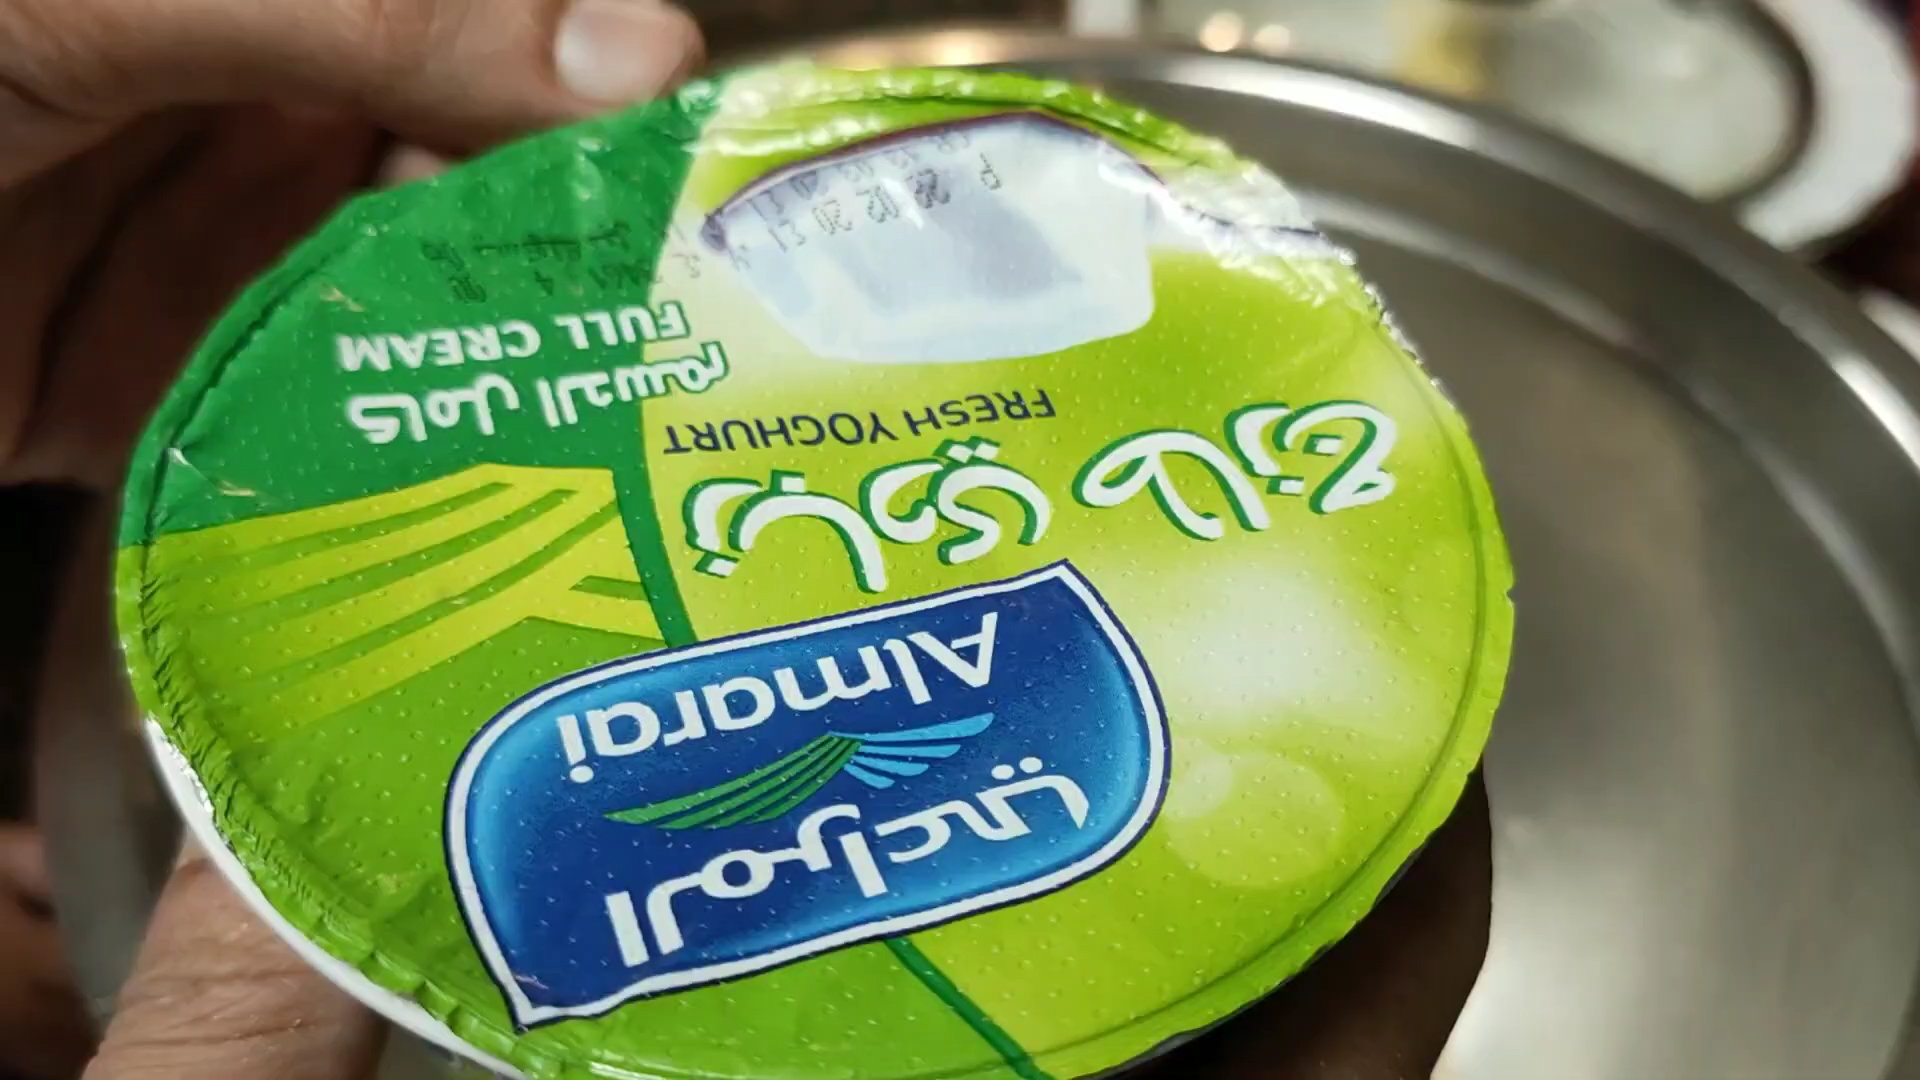 المراعي
Almarai
زبادي طازج
FRESH YOGHURT
كامل الدسم
FULL CREAM